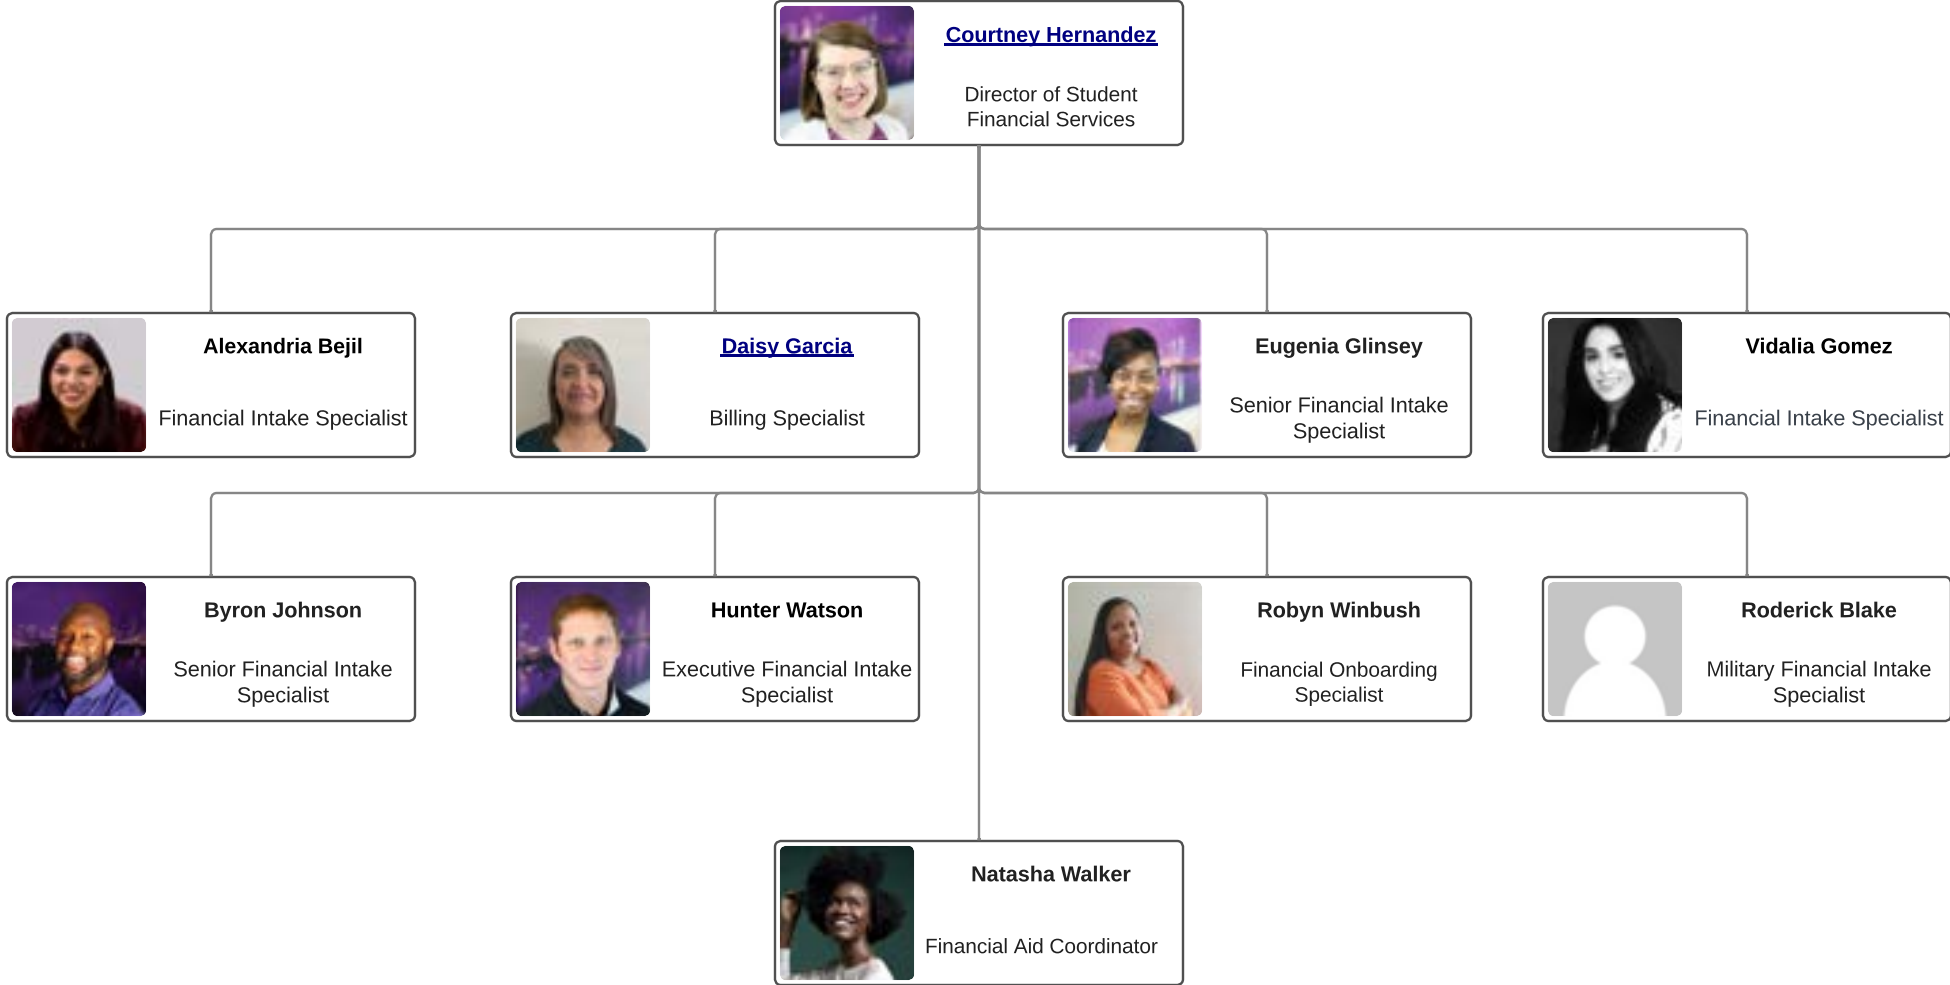 Courtney Hernandez
Director of Student
Financial Services
Alexandria Bejil
Financial Intake Specialist
Daisy Garcia
Billing Specialist
Eugenia Glinsey
Senior Financial Intake
Specialist
Vidalia Gomez
Financial Intake Specialist
Byron Johnson
Senior Financial Intake
Specialist
Hunter Watson
Executive Financial Intake
Specialist
Robyn Winbush
Financial Onboarding
Specialist
Roderick Blake
Military Financial Intake
Specialist
Natasha Walker
Financial Aid Coordinator